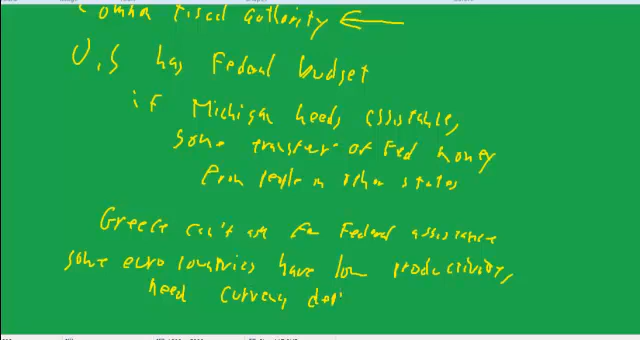 Common Fiscal authority ←
U.S has Federal budget
if Michigan needs assistance,
some transfer of Fed money
from people in other states
Greece can't ask for Federal assistance
some euro countries have low productivity,
need currency